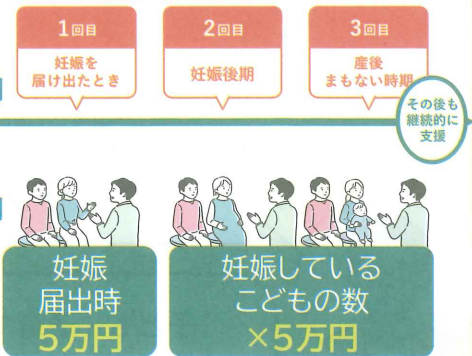 1回目
妊娠を
届け出たとき
2回目
妊娠後期
3回目
産後
まもない時期
その後も
継続的に
支援
妊娠
届出時
5万円
妊娠している
こどもの数
×5万円